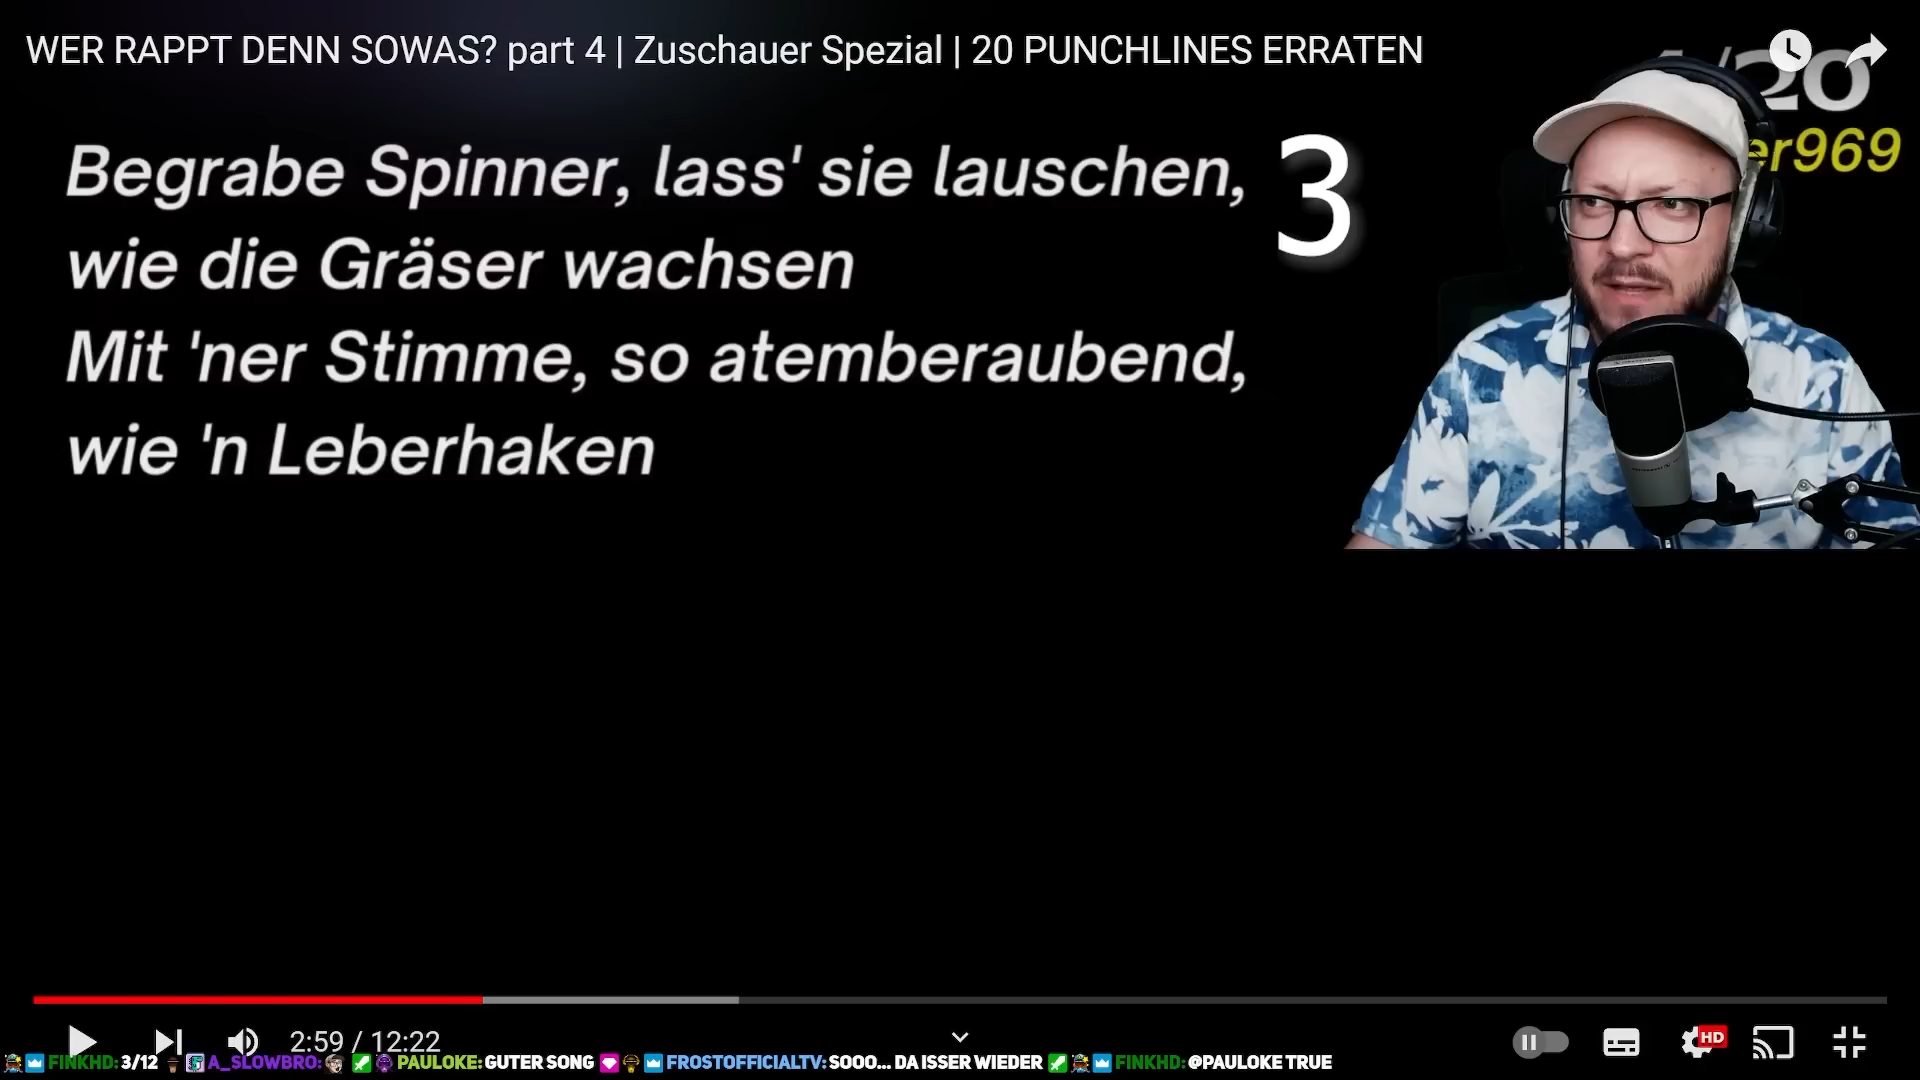 WER RAPPT DENN SOWAS? part 4 | Zuschauer Spezial | 20 PUNCHLINES ERRATEN
/20
er969
Begrabe Spinner, lass' sie lauschen,
wie die Gräser wachsen
Mit 'ner Stimme, so atemberaubend,
wie 'n Leberhaken
3
2:59 / 12:22
HD
FINKHD: 3/12 A_SLOWBRO: PAULOKE: GUTER SONG FROSTOFFICIALTV: SOOO... DA ISSER WIEDER FINKHD: @PAULOKE TRUE